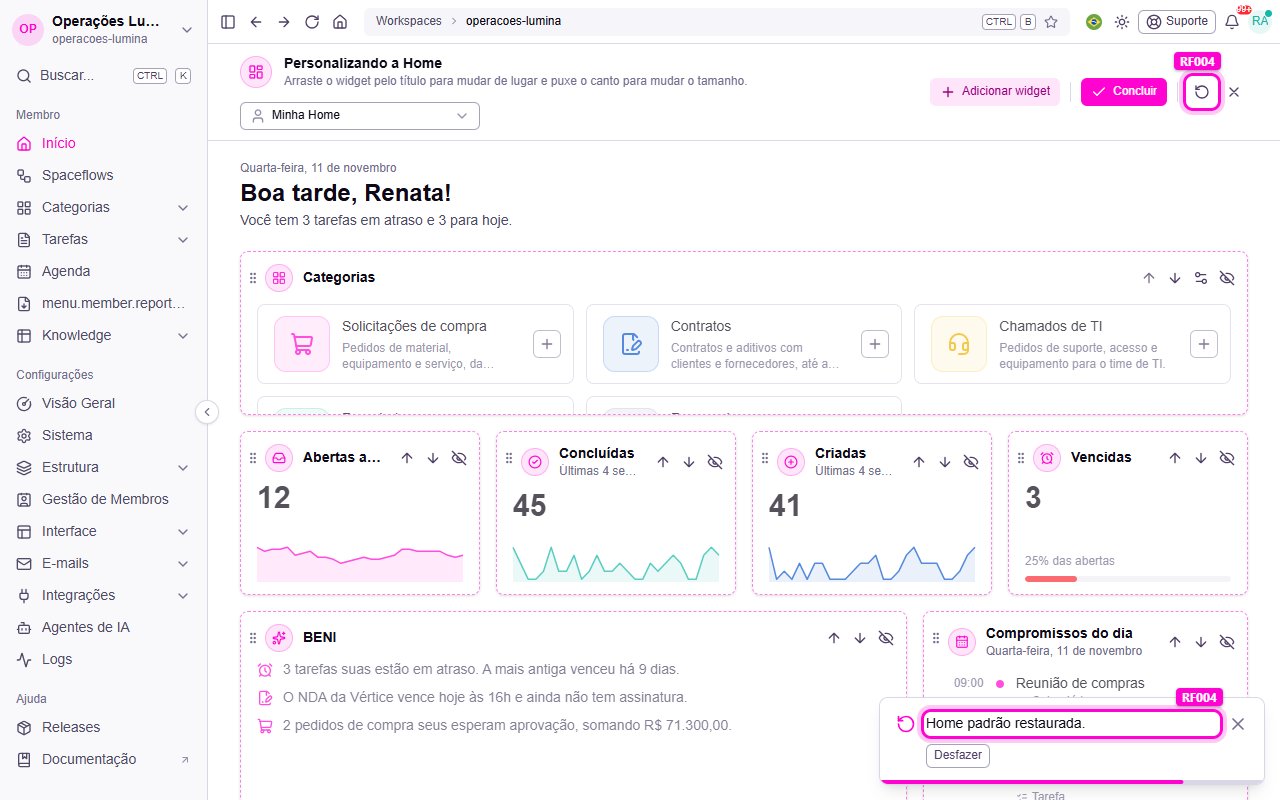 OP
Operações Lu...
operacoes-lumina
Buscar...
CTRL
K
Membro
Início
Spaceflows
Categorias
Tarefas
Agenda
menu.member.report...
Knowledge
Configurações
Visão Geral
Sistema
Estrutura
Gestão de Membros
Interface
E-mails
Integrações
Agentes de IA
Logs
Ajuda
Releases
Documentação
Workspaces
operacoes-lumina
CTRL
B
Suporte
99+
RA
Personalizando a Home
Arraste o widget pelo título para mudar de lugar e puxe o canto para mudar o tamanho.
Minha Home
Adicionar widget
Concluir
RF004
Quarta-feira, 11 de novembro
Boa tarde, Renata!
Você tem 3 tarefas em atraso e 3 para hoje.
Categorias
Solicitações de compra
Pedidos de material,
equipamento e serviço, da...
Contratos
Contratos e aditivos com
clientes e fornecedores, até a...
Chamados de TI
Pedidos de suporte, acesso e
equipamento para o time de TI.
Abertas a...
12
Concluídas
Últimas 4 se...
45
Criadas
Últimas 4 se...
41
Vencidas
3
25% das abertas
BENI
3 tarefas suas estão em atraso. A mais antiga venceu há 9 dias.
O NDA da Vértice vence hoje às 16h e ainda não tem assinatura.
2 pedidos de compra seus esperam aprovação, somando R$ 71.300,00.
Compromissos do dia
Quarta-feira, 11 de novembro
09:00
Reunião de compras
RF004
Home padrão restaurada.
Desfazer
Tarefa